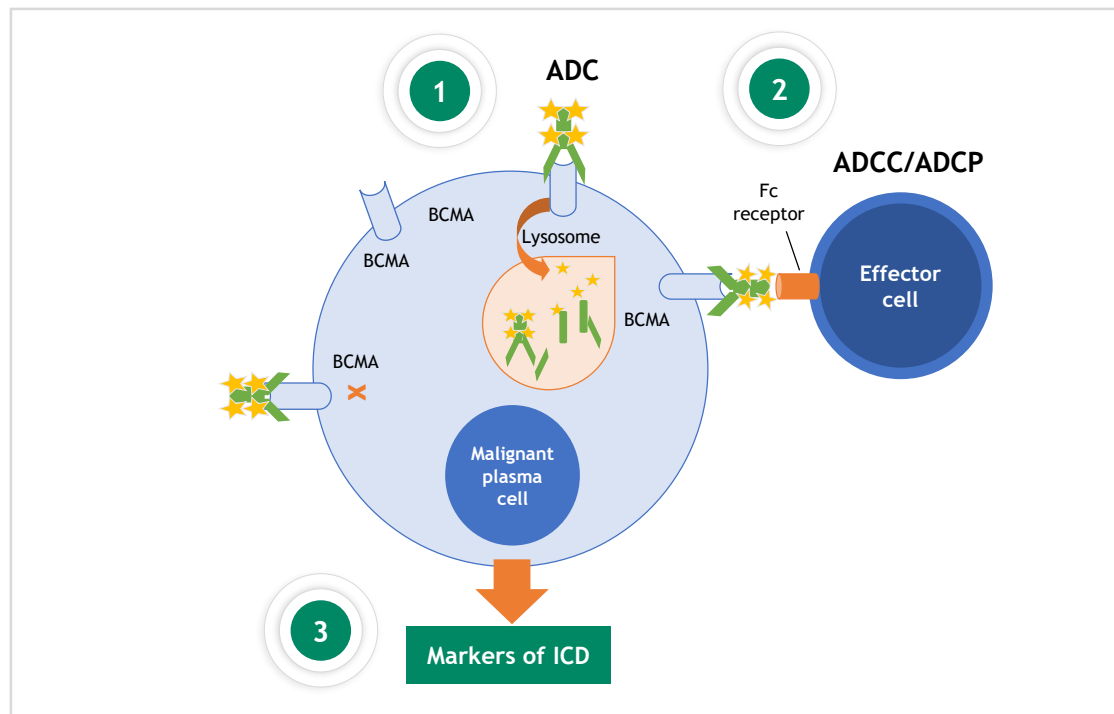 1
ADC
2
ADCC/ADCP
Fc
receptor
BCMA
Lysosome
BCMA
Effector
cell
BCMA
BCMA
Malignant
plasma
cell
3
Markers of ICD